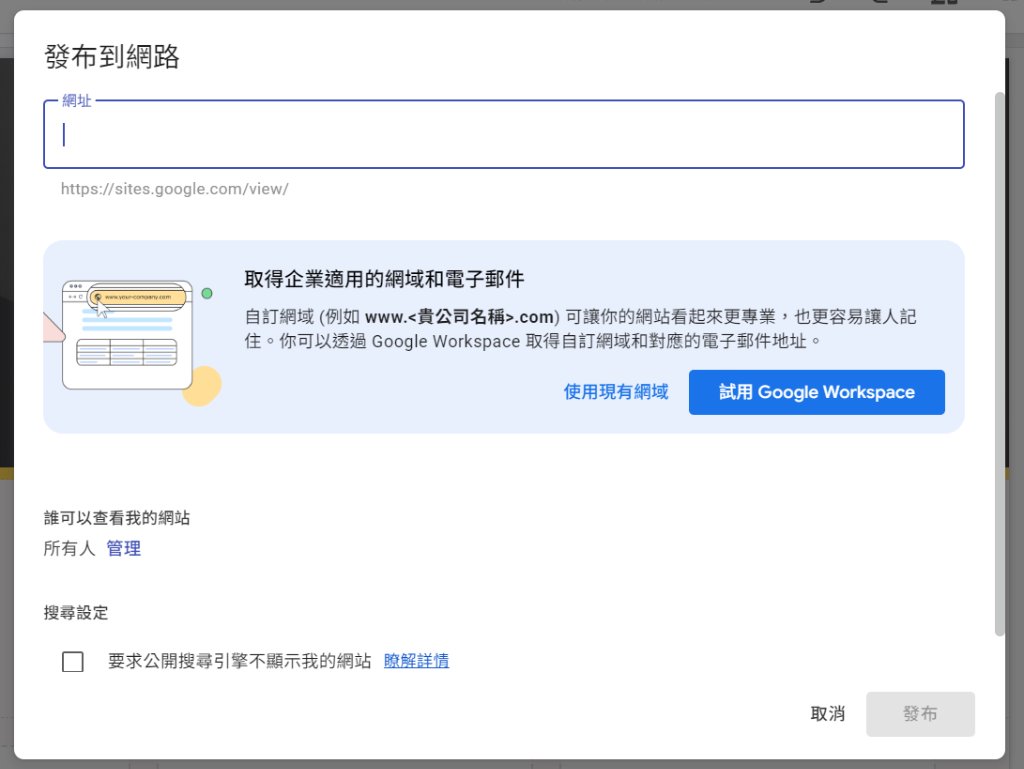 發布到網路
網址
https://sites.google.com/view/
取得企業適用的網域和電子郵件
www.your-company.com
自訂網域 (例如 www.<貴公司名稱>.com) 可讓你的網站看起來更專業，也更容易讓人記
住。你可以透過 Google Workspace 取得自訂網域和對應的電子郵件地址。
使用現有網域
試用 Google Workspace
誰可以查看我的網站
所有人 管理
搜尋設定
要求公開搜尋引擎不顯示我的網站 瞭解詳情
取消
發布